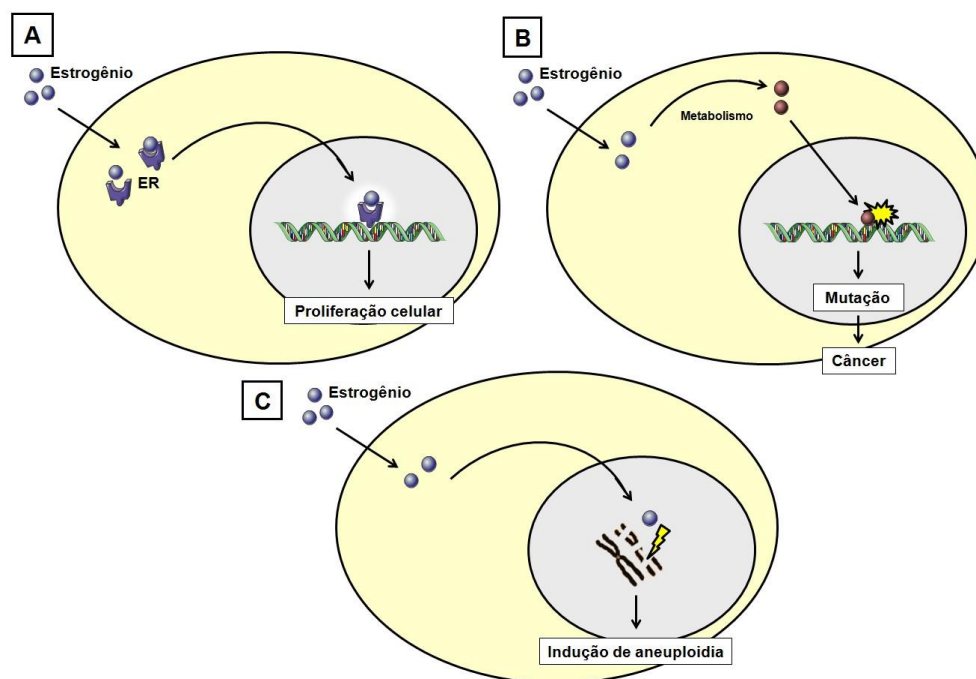 A
Estrogênio
ER
Proliferação celular
B
Estrogênio
Metabolismo
Mutação
Câncer
C
Estrogênio
Indução de aneuploidia